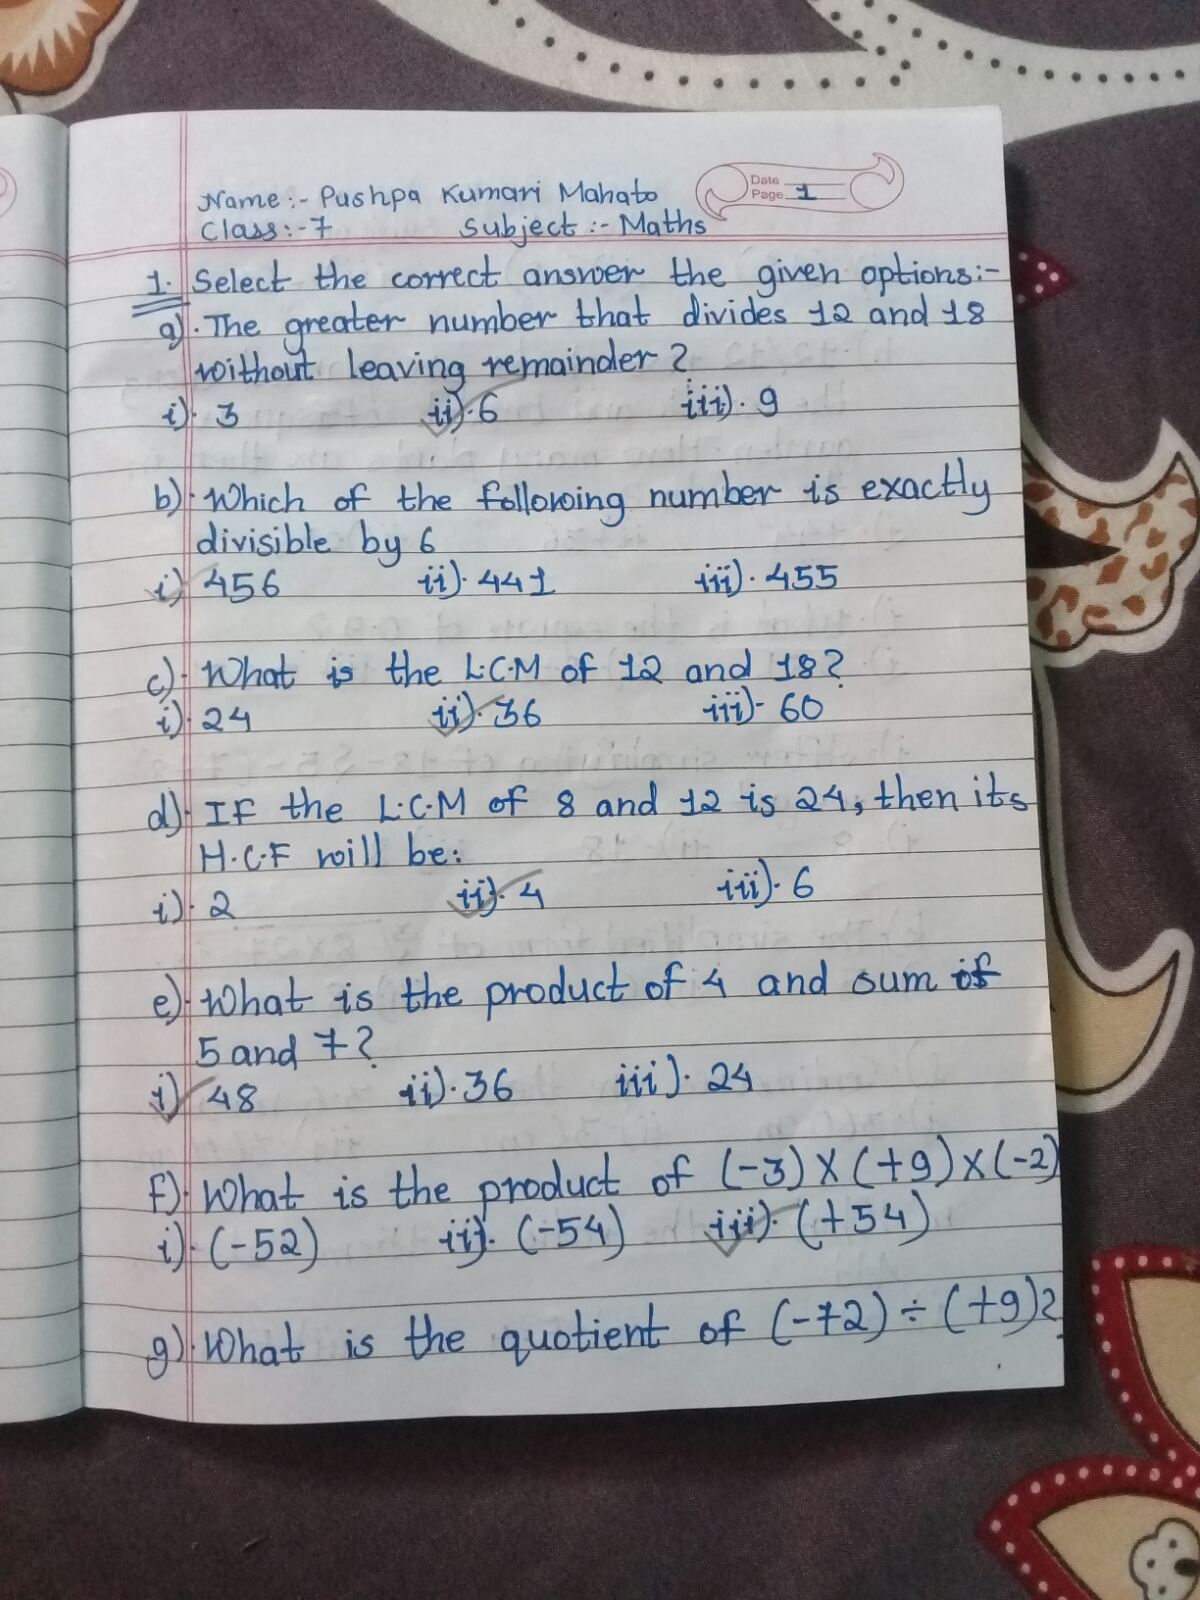 Name:- Pushpa Kumari Mahato
Date
Page 1
Class:-7 Subject :- Maths
1. Select the correct answer the given options:-
a). The greater number that divides 12 and 18
without leaving remainder ?
i). 3 ii). 6 iii). 9
b). Which of the following number is exactly
divisible by 6
i) 456 ii). 441 iii). 455
c). What is the L.C.M of 12 and 18?
i). 24 ii). 36 iii)- 60
d). If the L.C.M of 8 and 12 is 24, then its
H.C.F will be:
i). 2 ii). 4 iii). 6
e). What is the product of 4 and sum of
5 and 7?
i) 48 ii). 36 iii). 24
f). What is the product of (-3) X (+9) x (-2)
i). (-52) ii). (-54) iii). (+54)
g). What is the quotient of (-72) ÷ (+9)?